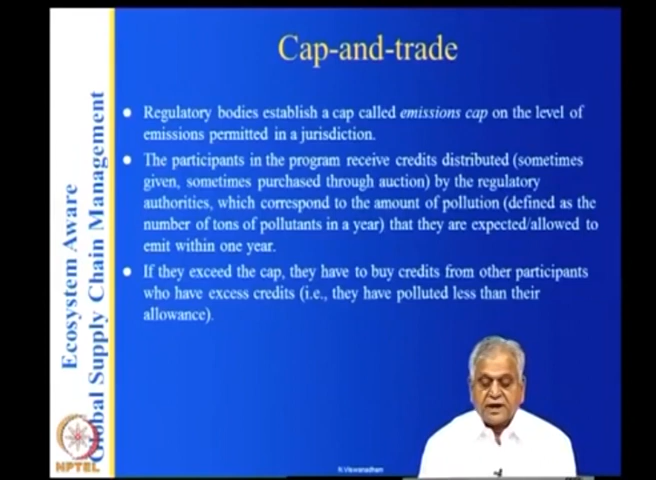 Cap-and-trade
Regulatory bodies establish a cap called emissions cap on the level of
emissions permitted in a jurisdiction.
The participants in the program receive credits distributed (sometimes
given, sometimes purchased through auction) by the regulatory
authorities, which correspond to the amount of pollution (defined as the
number of tons of pollutants in a year) that they are expected/allowed to
emit within one year.
If they exceed the cap, they have to buy credits from other participants
who have excess credits (i.e., they have polluted less than their
allowance).
Ecosystem Aware
Global Supply Chain Management
NPTEL
N.Viswanadham